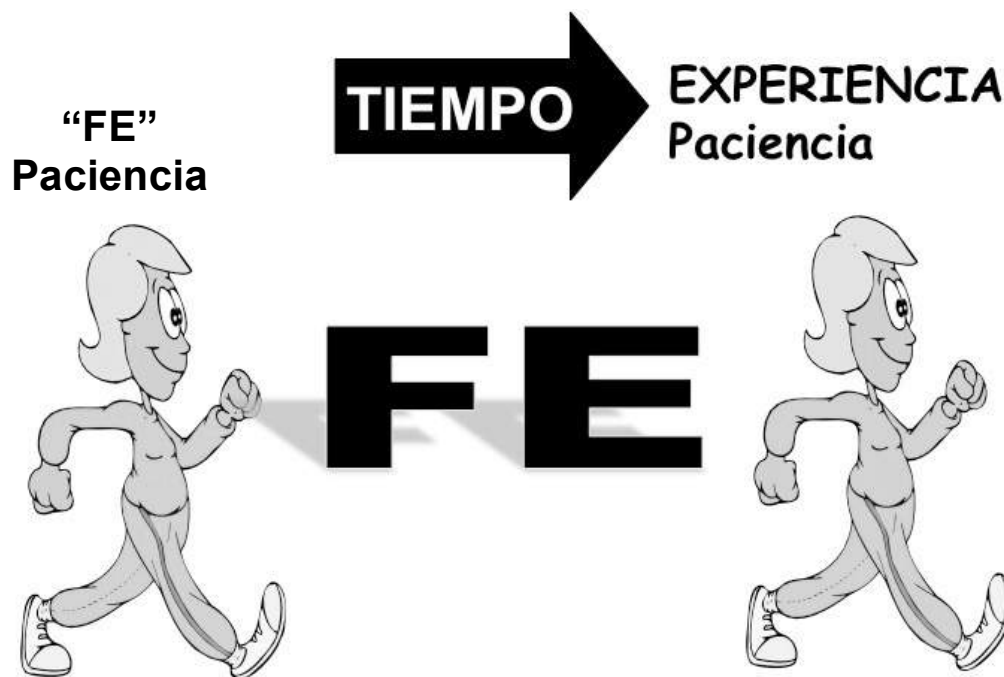 “FE”
Paciencia
TIEMPO
EXPERIENCIA
Paciencia
FE